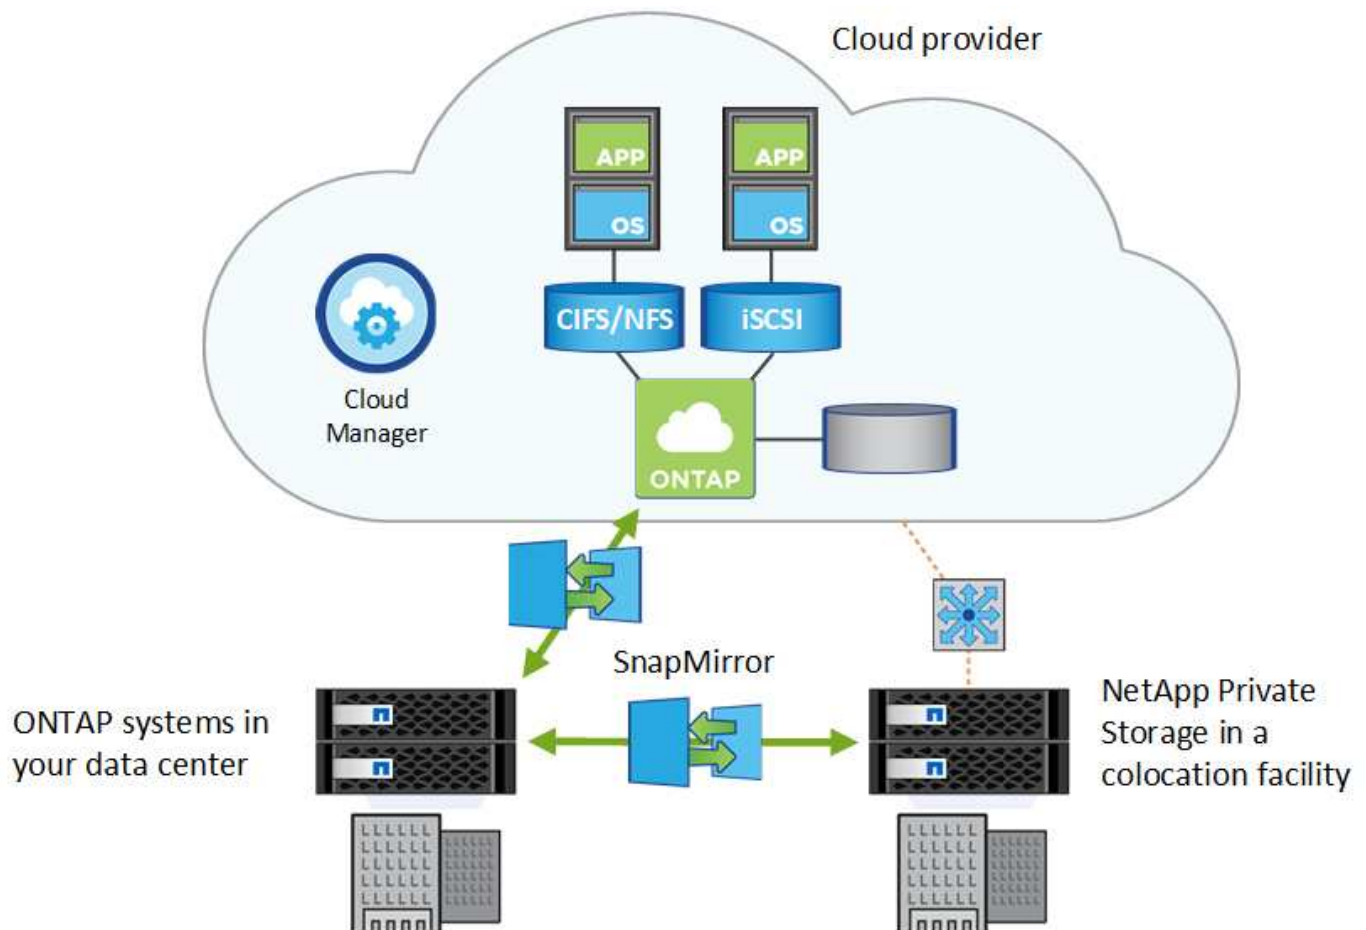 Cloud provider
APP
APP
OS
OS
CIFS/NFS
iSCSI
Cloud
Manager
ONTAP
SnapMirror
ONTAP systems in
your data center
NetApp Private
Storage in a
colocation facility